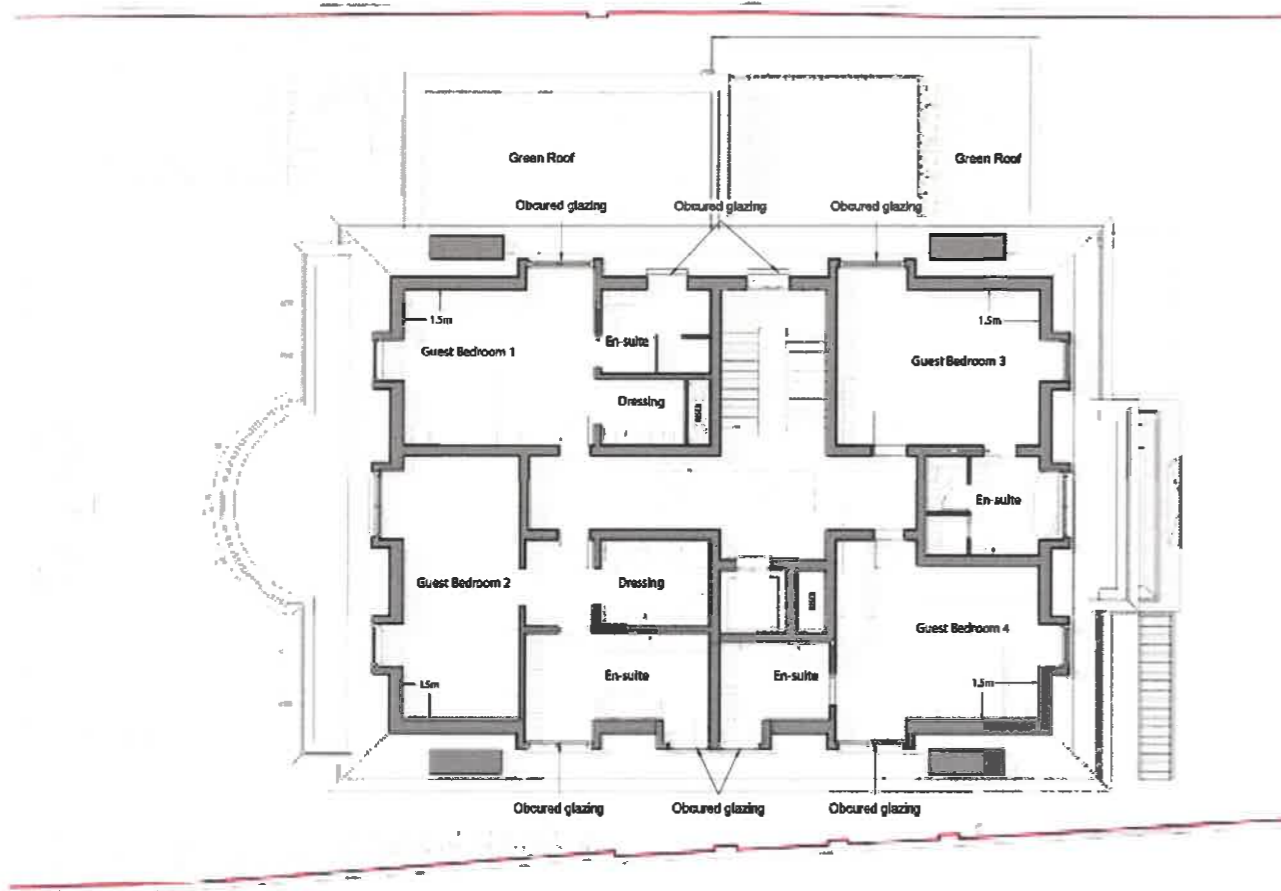 Green Roof
Green Roof
Obcured glazing
Obcured glazing
Obcured glazing
1.5m
1.5m
En-suite
Guest Bedroom 1
Guest Bedroom 3
Dressing
RISER
En-suite
Guest Bedroom 2
Dressing
RISER
Guest Bedroom 4
En-suite
En-suite
1.5m
1.5m
Obcured glazing
Obcured glazing
Obcured glazing